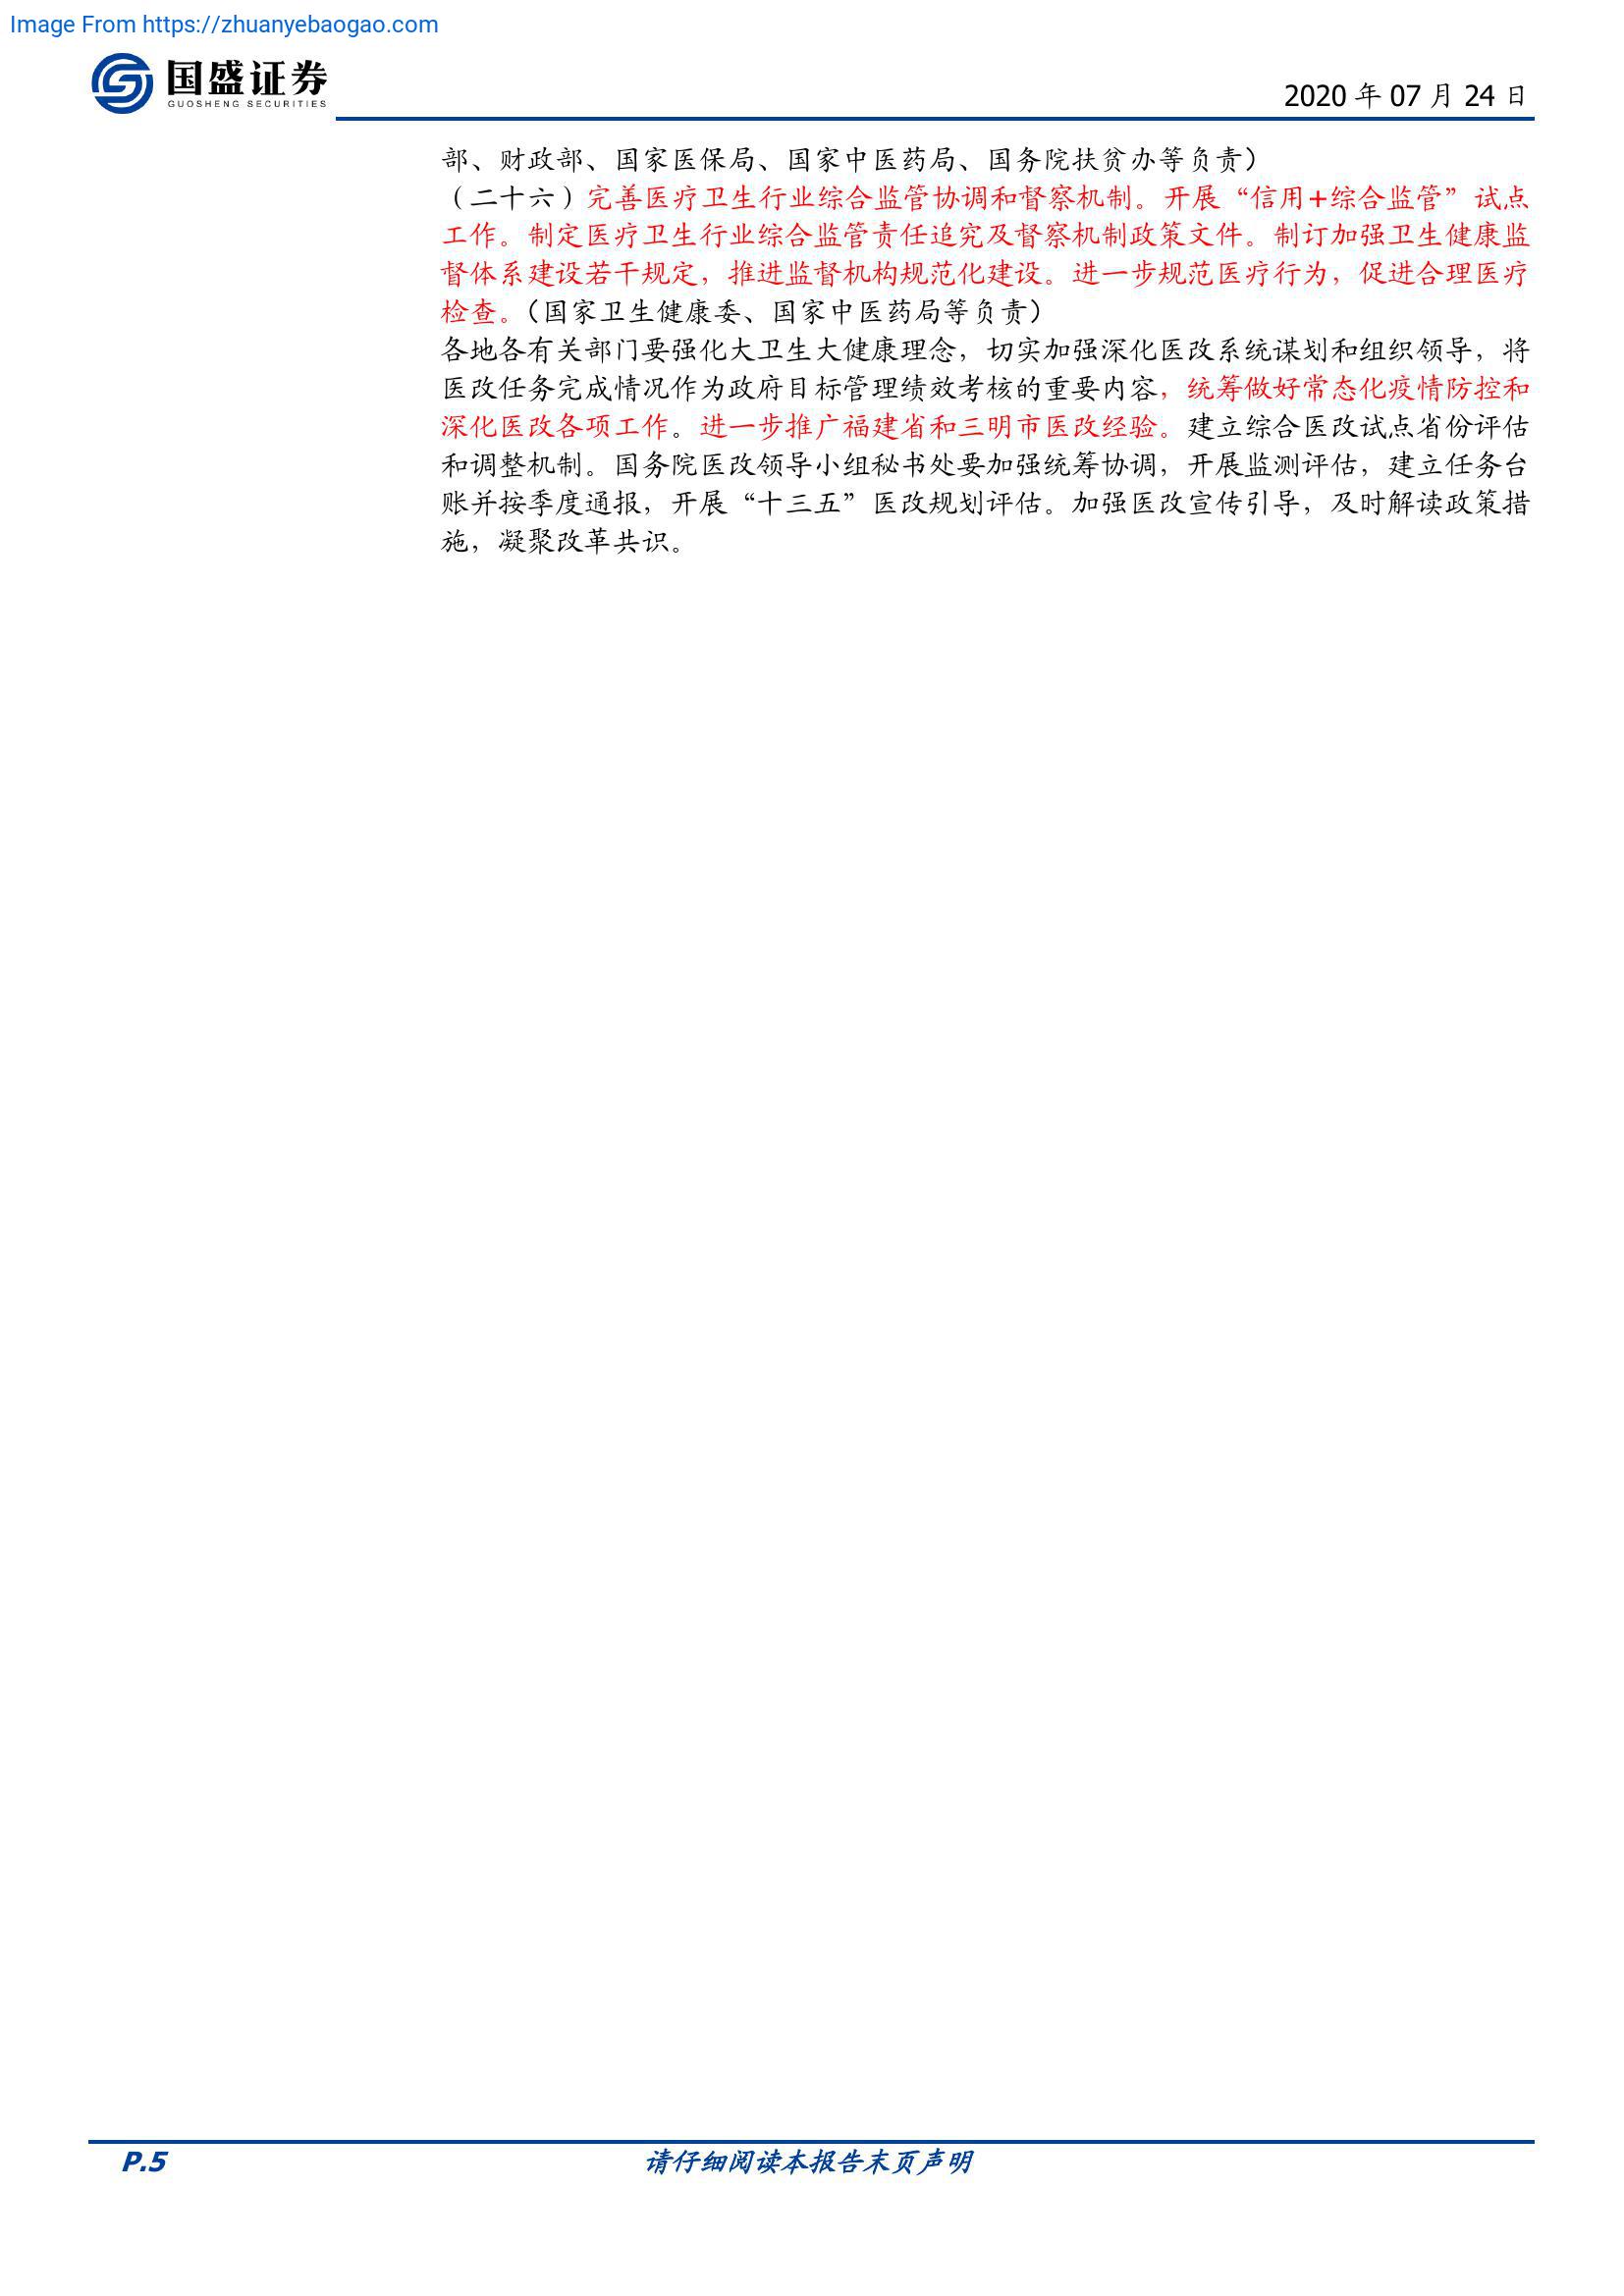 Image From https://zhuanyebaogao.com
国盛证券
GUOSHENG SECURITIES
2020 年 07 月 24 日
部、财政部、国家医保局、国家中医药局、国务院扶贫办等负责）
（二十六）完善医疗卫生行业综合监管协调和督察机制。开展“信用+综合监管”试点
工作。制定医疗卫生行业综合监管责任追究及督察机制政策文件。制订加强卫生健康监
督体系建设若干规定，推进监督机构规范化建设。进一步规范医疗行为，促进合理医疗
检查。（国家卫生健康委、国家中医药局等负责）
各地各有关部门要强化大卫生大健康理念，切实加强深化医改系统谋划和组织领导，将
医改任务完成情况作为政府目标管理绩效考核的重要内容，统筹做好常态化疫情防控和
深化医改各项工作。进一步推广福建省和三明市医改经验。建立综合医改试点省份评估
和调整机制。国务院医改领导小组秘书处要加强统筹协调，开展监测评估，建立任务台
账并按季度通报，开展“十三五”医改规划评估。加强医改宣传引导，及时解读政策措
施，凝聚改革共识。
P.5
请仔细阅读本报告末页声明